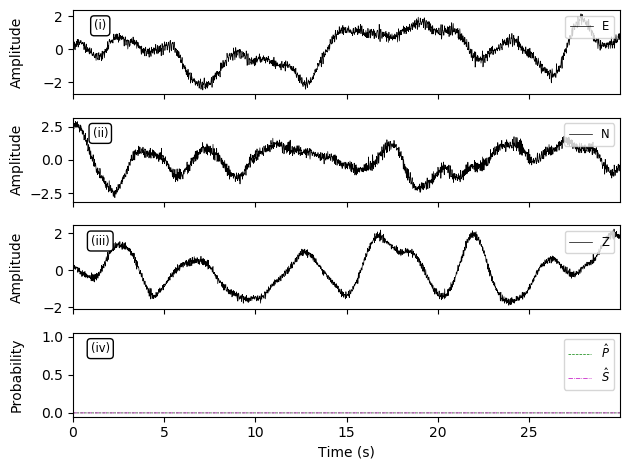 2
0
−2
Amplitude
(i)
E
2.5
0.0
−2.5
Amplitude
(ii)
N
2
0
−2
Amplitude
(iii)
Z
1.0
0.5
0.0
Probability
(iv)
P̂
Ŝ
0 5 10 15 20 25
Time (s)